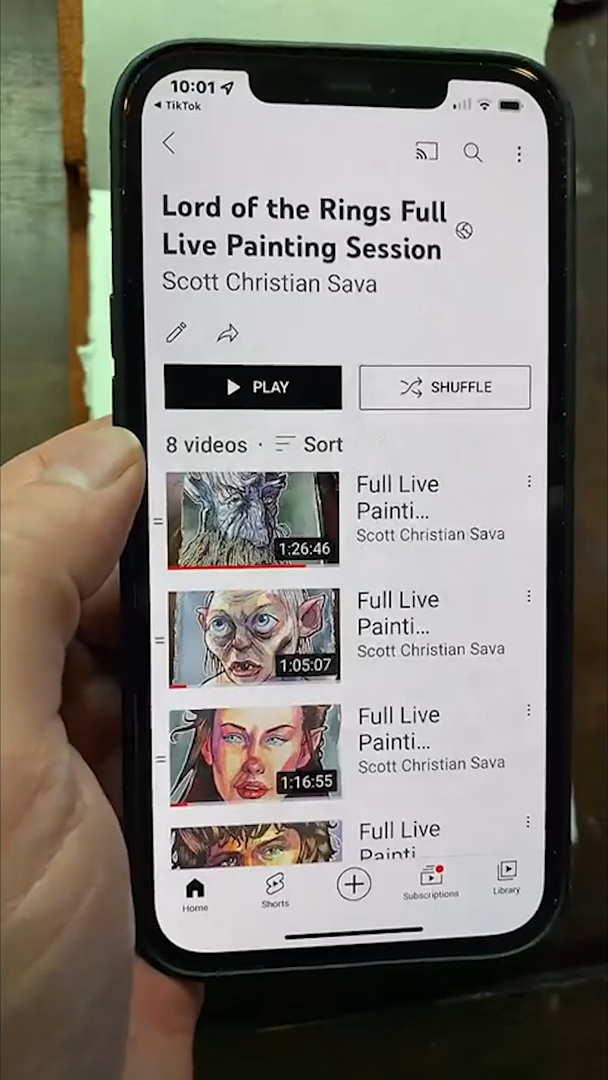 10:01
◀ TikTok
Lord of the Rings Full
Live Painting Session
Scott Christian Sava
PLAY
SHUFFLE
8 videos · Sort
Full Live
Painti...
Scott Christian Sava
1:26:46
Full Live
Painti...
Scott Christian Sava
1:05:07
Full Live
Painti...
Scott Christian Sava
1:16:55
Full Live
Painti
Home
Shorts
Subscriptions
Library